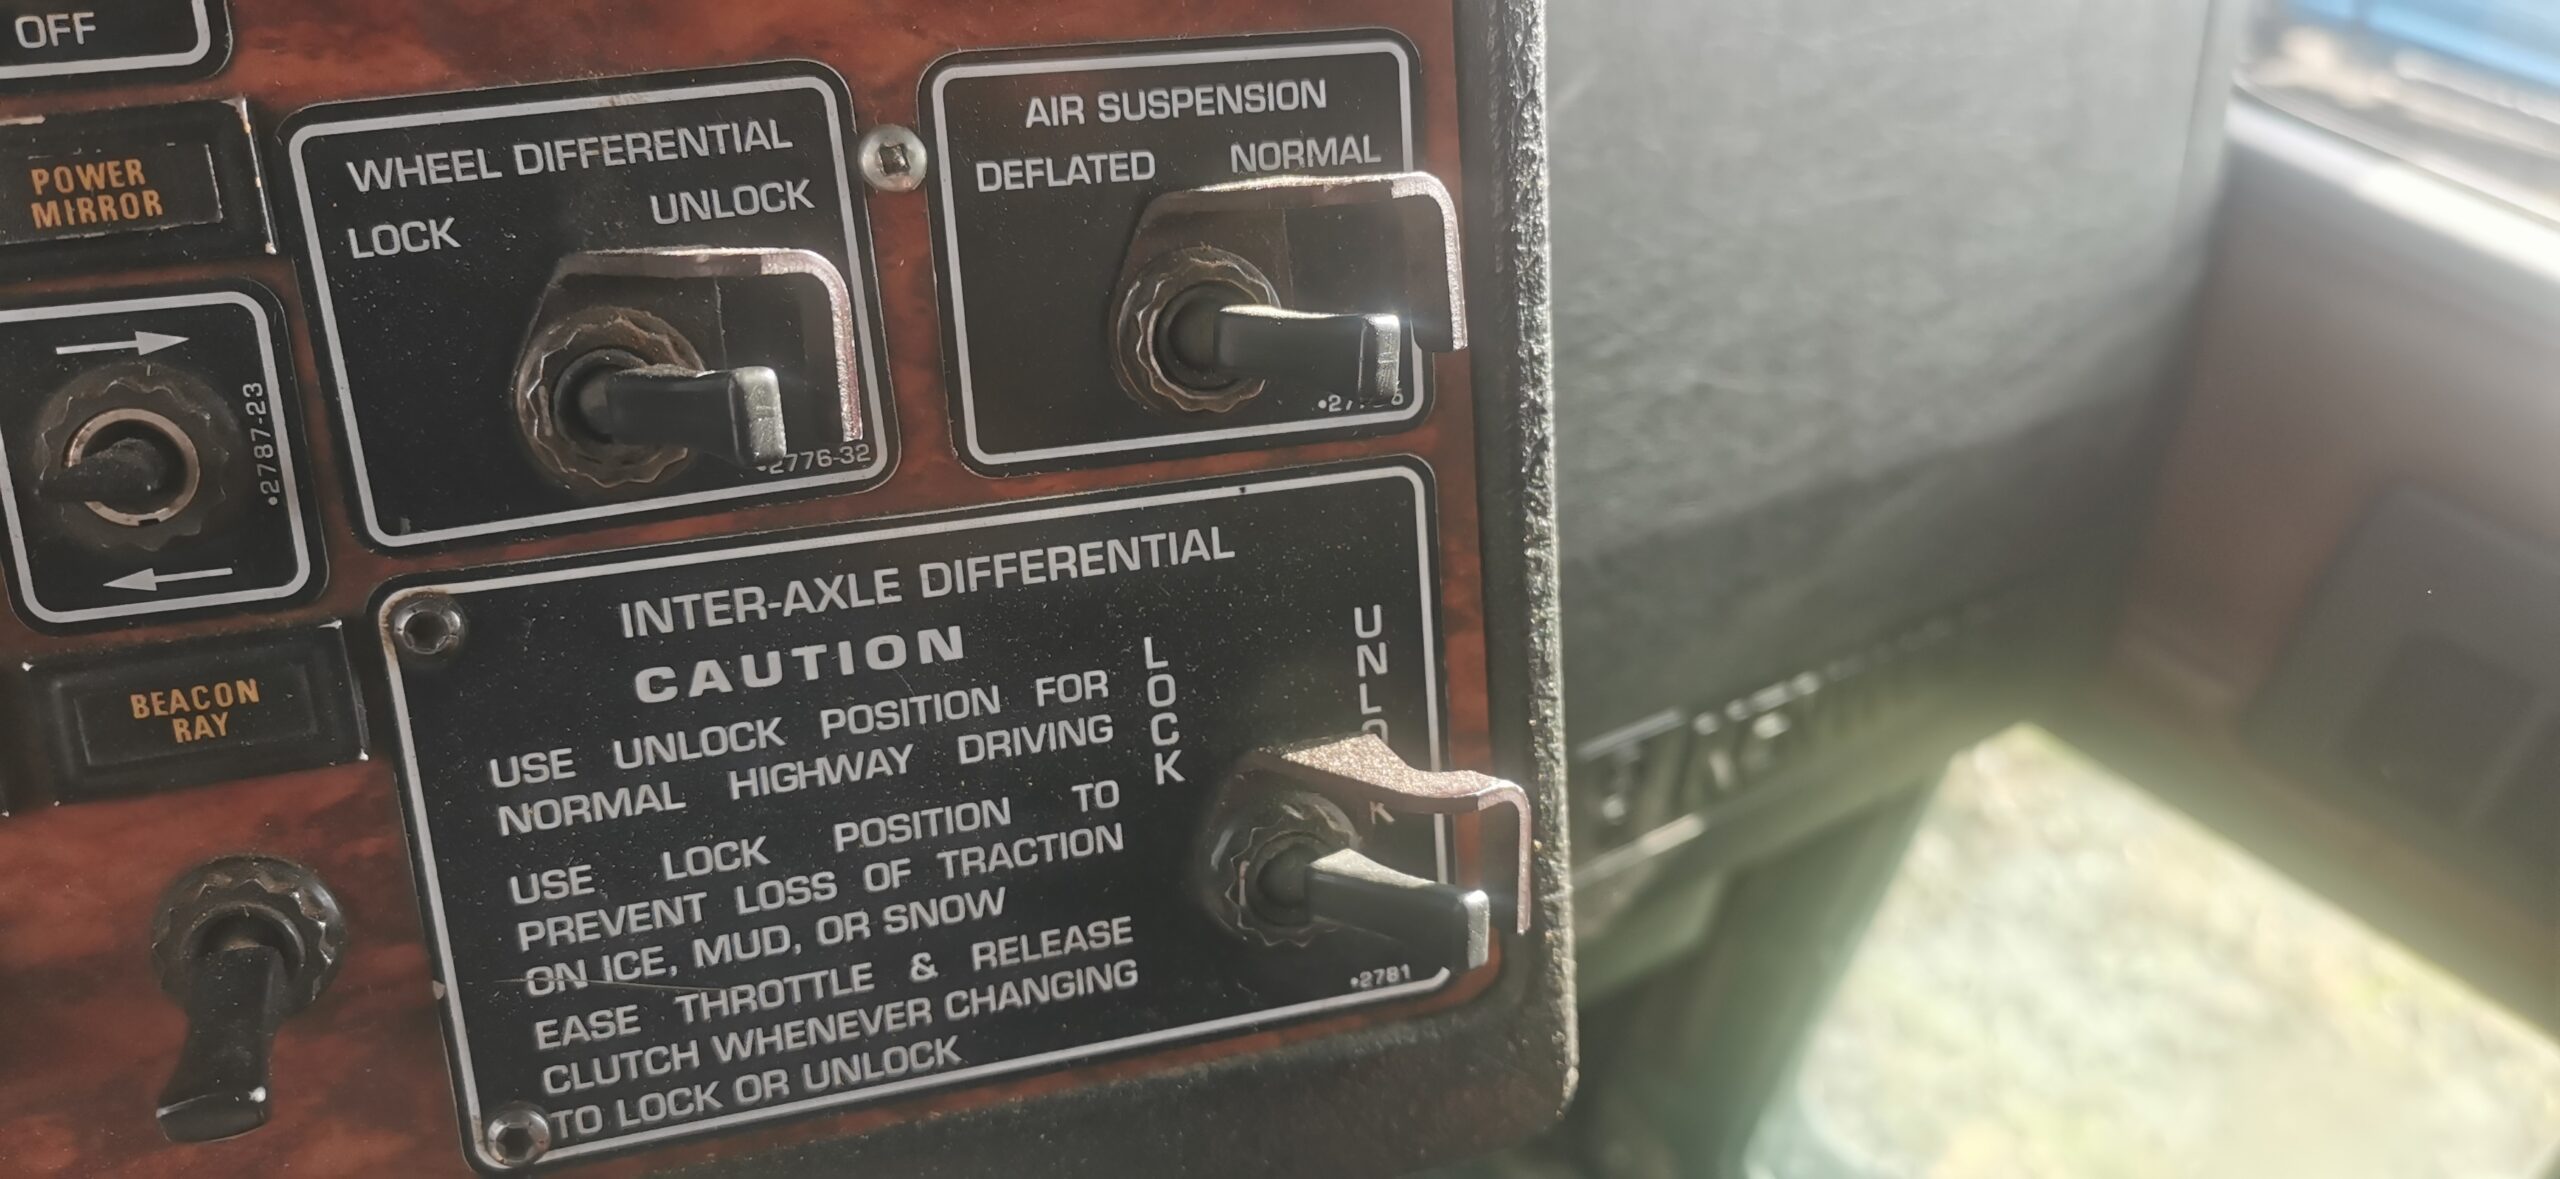 OFF
POWER
MIRROR
•2787-23
BEACON
RAY
WHEEL DIFFERENTIAL
LOCK UNLOCK
•2776-32
AIR SUSPENSION
DEFLATED NORMAL
INTER-AXLE DIFFERENTIAL
CAUTION
USE UNLOCK POSITION FOR
NORMAL HIGHWAY DRIVING
USE LOCK POSITION TO
PREVENT LOSS OF TRACTION
ON ICE, MUD, OR SNOW
EASE THROTTLE & RELEASE
CLUTCH WHENEVER CHANGING
TO LOCK OR UNLOCK
LOCK
UNLOCK
•2781